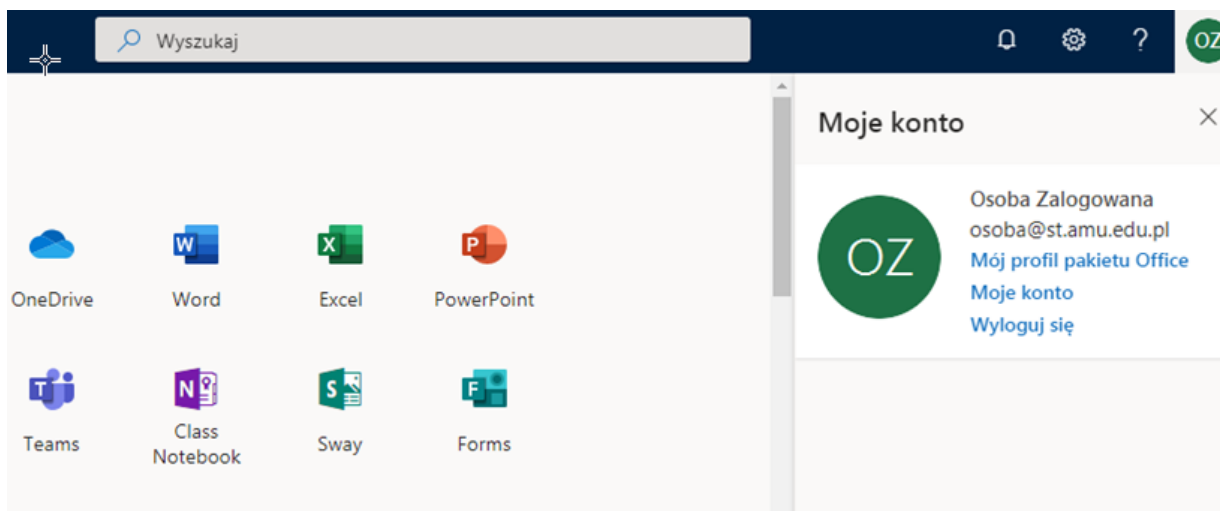 Wyszukaj
?
OZ
Moje konto
OZ
Osoba Zalogowana
osoba@st.amu.edu.pl
Mój profil pakietu Office
Moje konto
Wyloguj się
OneDrive
W
Word
X
Excel
P
PowerPoint
T
Teams
N
Class
Notebook
S
Sway
F
Forms